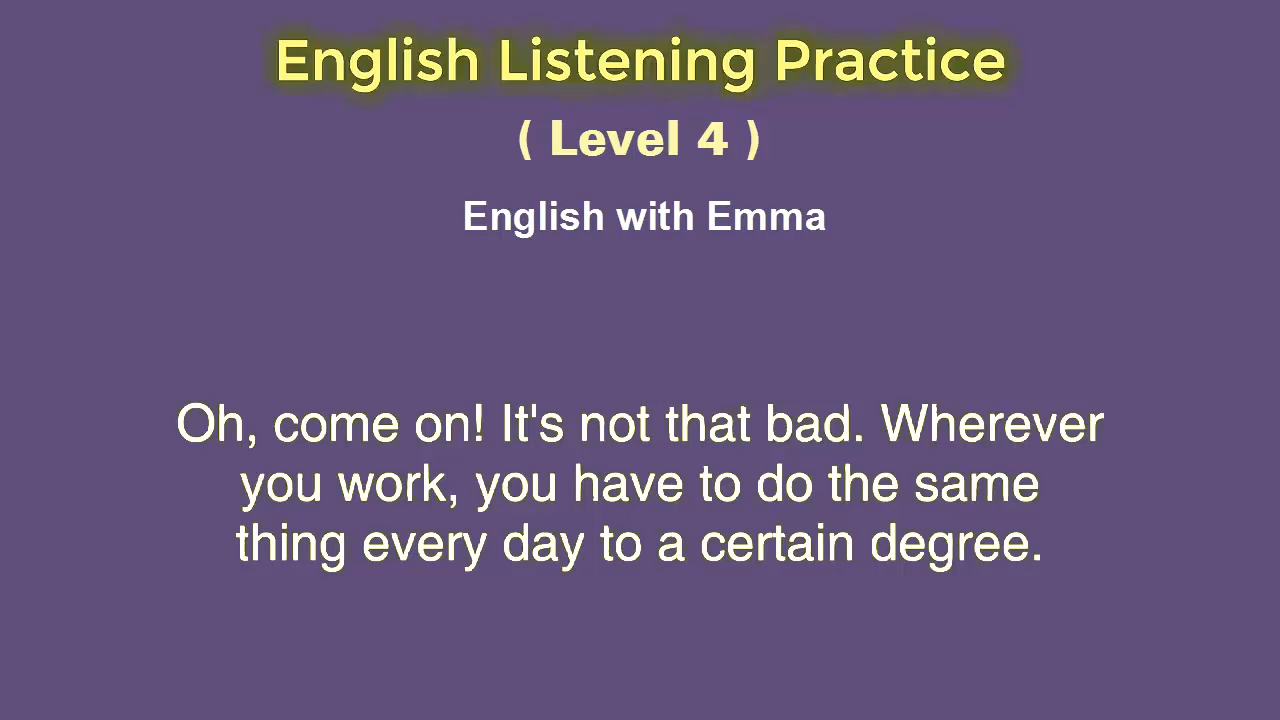 English Listening Practice
( Level 4 )
English with Emma
Oh, come on! It's not that bad. Wherever
you work, you have to do the same
thing every day to a certain degree.